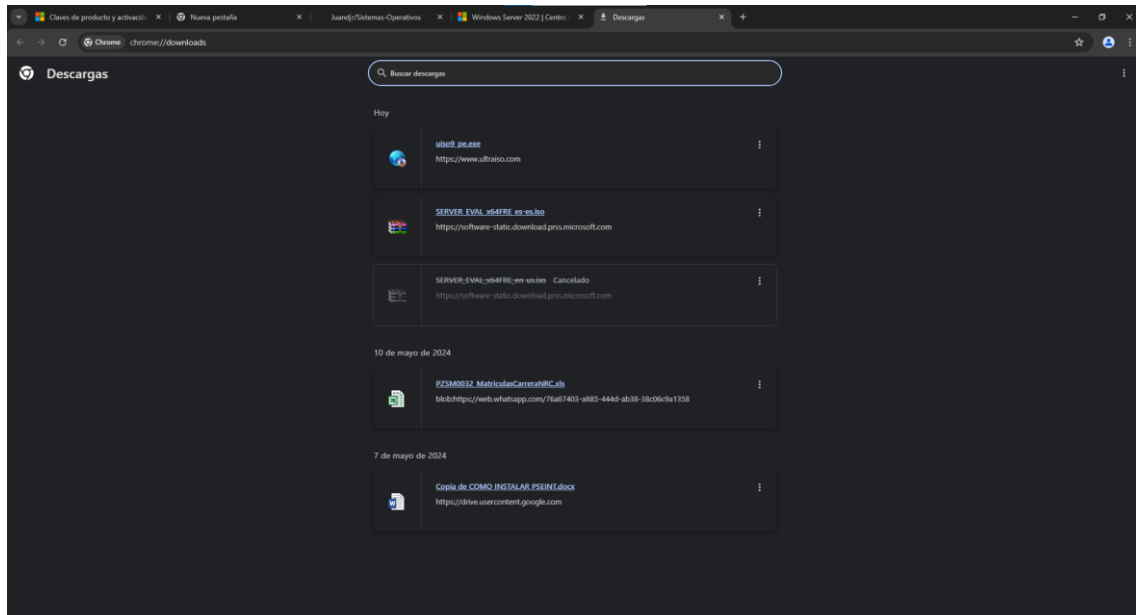 Claves de producto y activació
Nueva pestaña
Juandjr/Sistemas-Operativos
Windows Server 2022 | Centro
Descargas
Chrome chrome://downloads
Descargas
Buscar descargas
Hoy
uiso9_pe.exe
https://www.ultraiso.com
SERVER_EVAL_x64FRE_es-es.iso
https://software-static.download.prss.microsoft.com
SERVER_EVAL_x64FRE_en-us.iso Cancelado
https://software-static.download.prss.microsoft.com
10 de mayo de 2024
PZSM0032_MatriculasCarreraNRC.xls
blob:https://web.whatsapp.com/76a87403-a885-444d-ab38-38c06c9a1358
7 de mayo de 2024
Copia de COMO INSTALAR PSEINT.docx
https://drive.usercontent.google.com